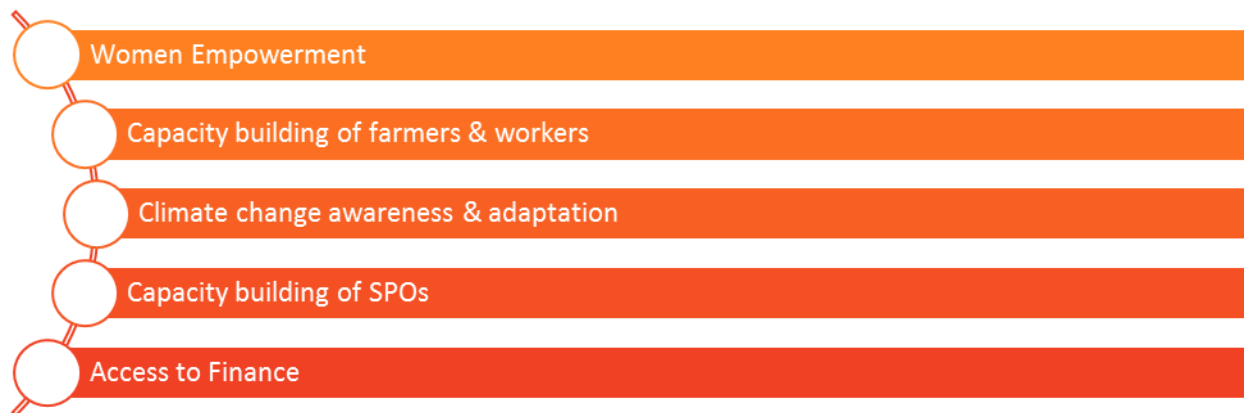 Women Empowerment
Capacity building of farmers & workers
Climate change awareness & adaptation
Capacity building of SPOs
Access to Finance